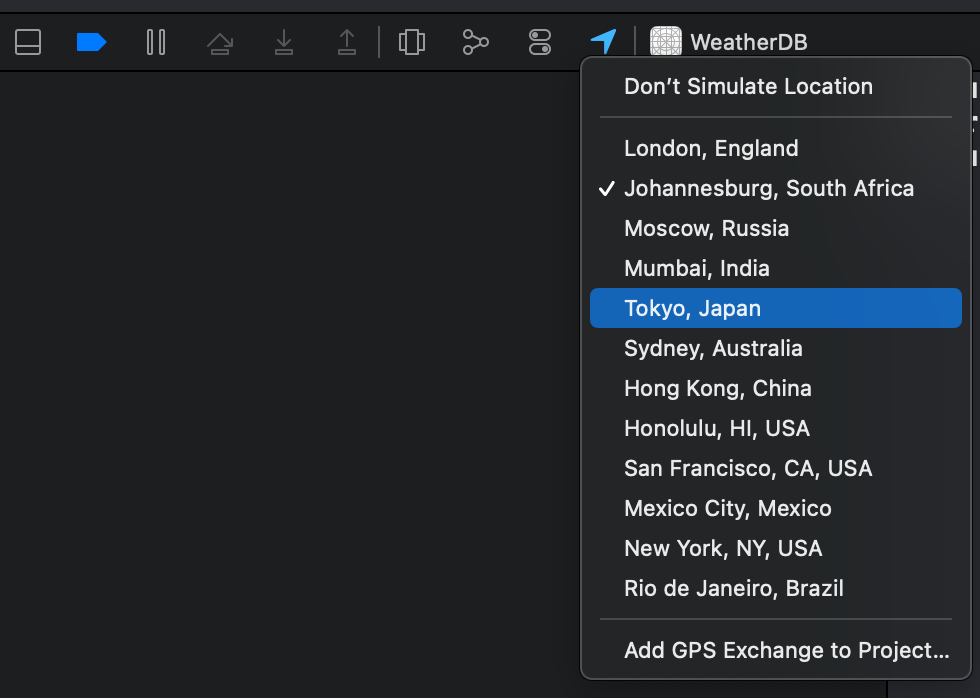 WeatherDB
Don’t Simulate Location
London, England
Johannesburg, South Africa
Moscow, Russia
Mumbai, India
Tokyo, Japan
Sydney, Australia
Hong Kong, China
Honolulu, HI, USA
San Francisco, CA, USA
Mexico City, Mexico
New York, NY, USA
Rio de Janeiro, Brazil
Add GPS Exchange to Project...